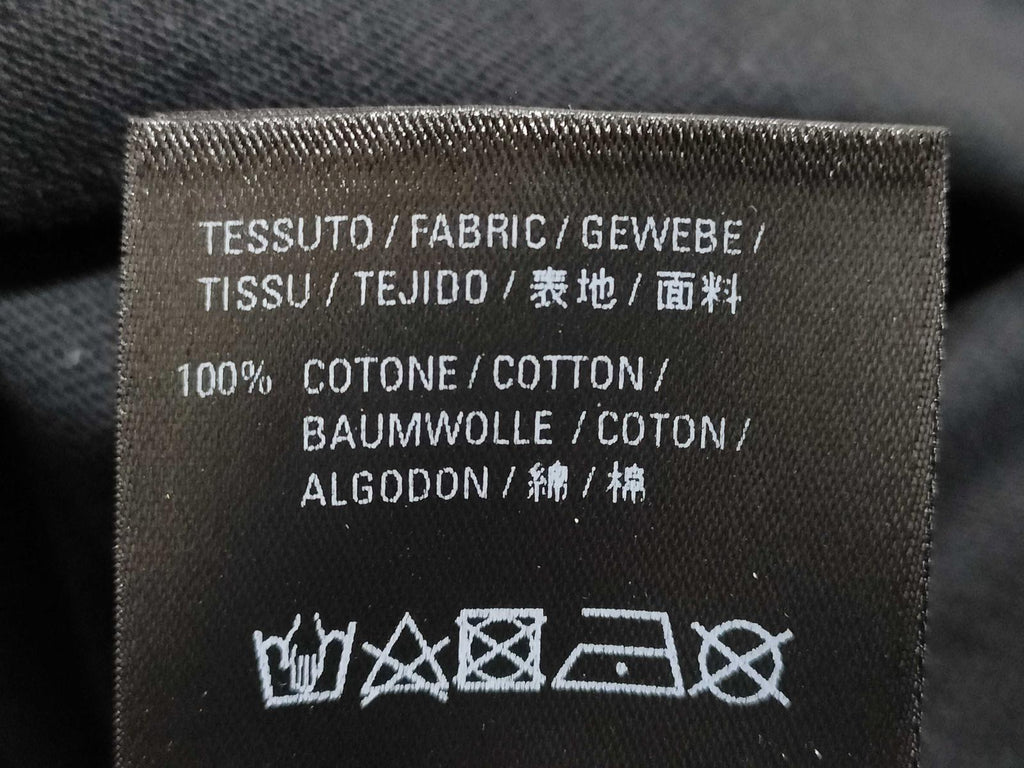 TESSUTO / FABRIC / GEWEBE /
TISSU / TEJIDO / 表地 / 面料
100% COTONE / COTTON /
BAUMWOLLE / COTON /
ALGODON / 綿 / 棉